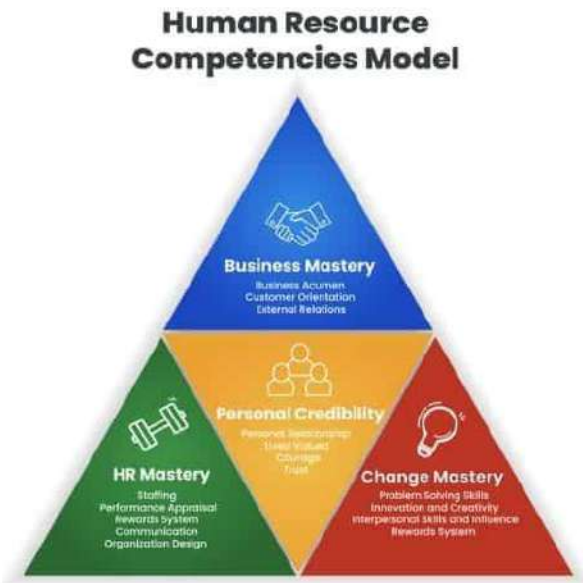 Human Resource
Competencies Model
Business Mastery
Business Acumen
Customer Orientation
External Relations
Personal Credibility
Personal Relationship
Lived Valued
Courage
Trust
HR Mastery
Staffing
Performance Appraisal
Rewards System
Communication
Organization Design
Change Mastery
Problem Solving Skills
Innovation and Creativity
Interpersonal Skills and Influence
Rewards System